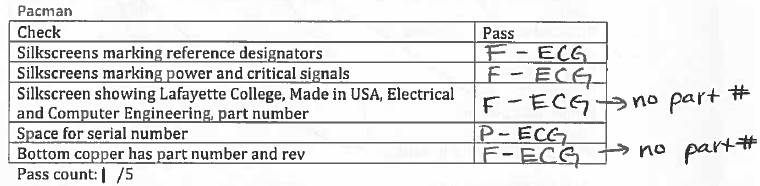 Pacman
Check Pass
Silkscreens marking reference designators F - ECG
Silkscreens marking power and critical signals F - ECG
Silkscreen showing Lafayette College, Made in USA, Electrical
and Computer Engineering, part number F - ECG → no part #
Space for serial number P - ECG
Bottom copper has part number and rev F - ECG → no part #
Pass count: 1 /5